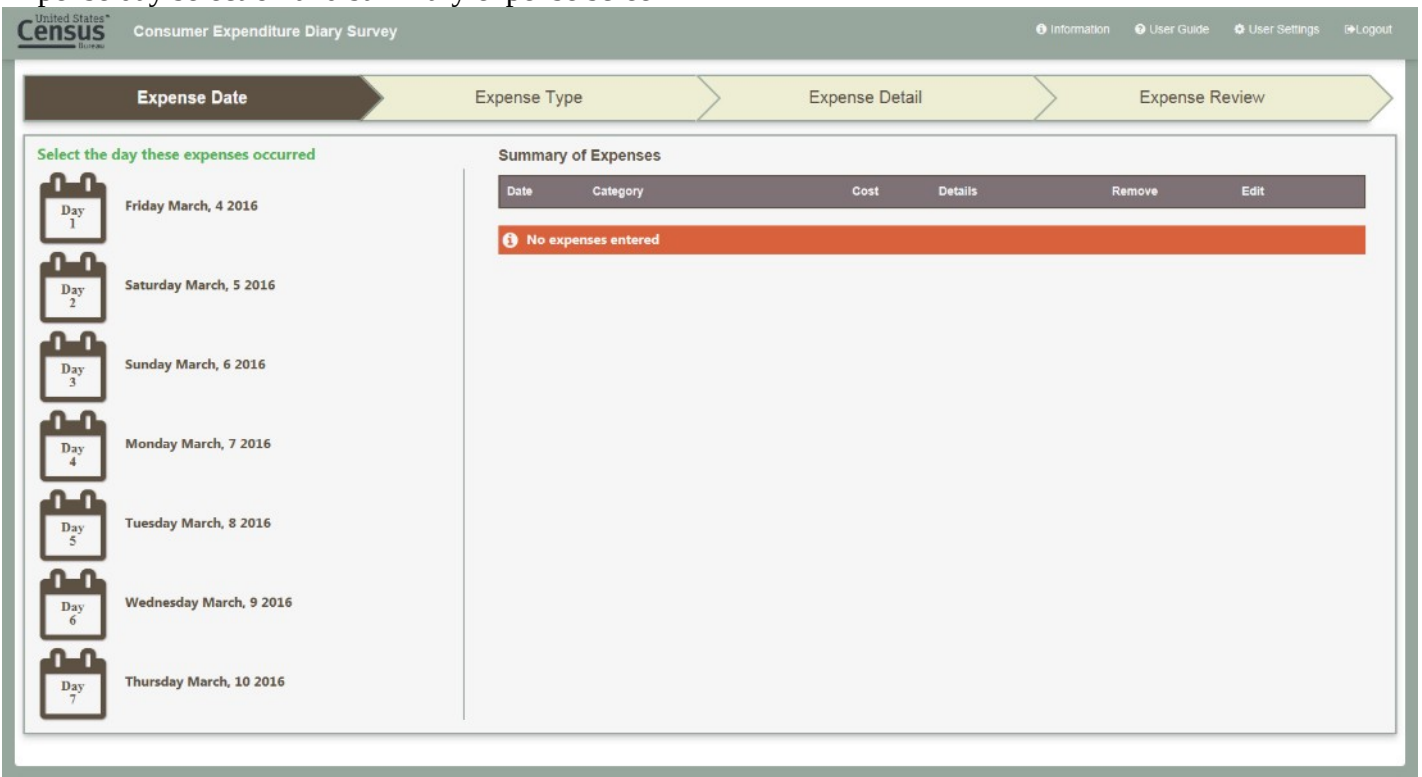 United States®
Census
Bureau
Consumer Expenditure Diary Survey
Information
User Guide
User Settings
Logout
Expense Date
Expense Type
Expense Detail
Expense Review
Select the day these expenses occurred
Day
1
Friday March, 4 2016
Day
2
Saturday March, 5 2016
Day
3
Sunday March, 6 2016
Day
4
Monday March, 7 2016
Day
5
Tuesday March, 8 2016
Day
6
Wednesday March, 9 2016
Day
7
Thursday March, 10 2016
Summary of Expenses
Date Category Cost Details Remove Edit
No expenses entered